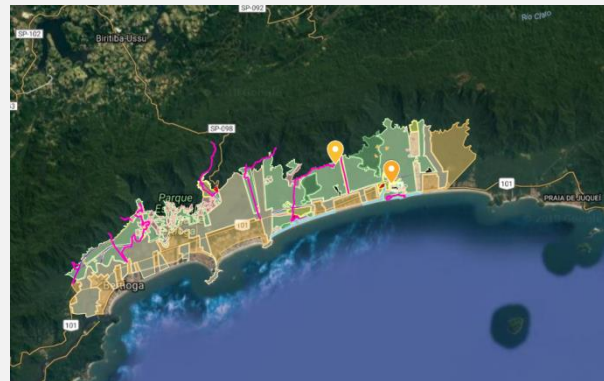 SP-092
Rio Claro
SP-102
Biritiba-Ussu
SP-098
Parque
101
101
PRAIA DE JUQUEÍ
101